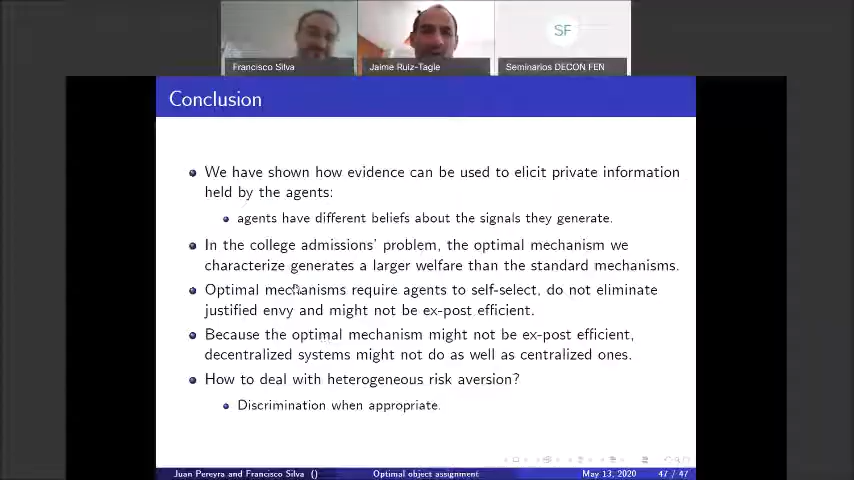 SF
Francisco Silva
Jaime Ruiz-Tagle
Seminarios DECON FEN
Conclusion
We have shown how evidence can be used to elicit private information
held by the agents:
agents have different beliefs about the signals they generate.
In the college admissions' problem, the optimal mechanism we
characterize generates a larger welfare than the standard mechanisms.
Optimal mechanisms require agents to self-select, do not eliminate
justified envy and might not be ex-post efficient.
Because the optimal mechanism might not be ex-post efficient,
decentralized systems might not do as well as centralized ones.
How to deal with heterogeneous risk aversion?
Discrimination when appropriate.
Juan Pereyra and Francisco Silva ()
Optimal object assignment
May 13, 2020
47 / 47